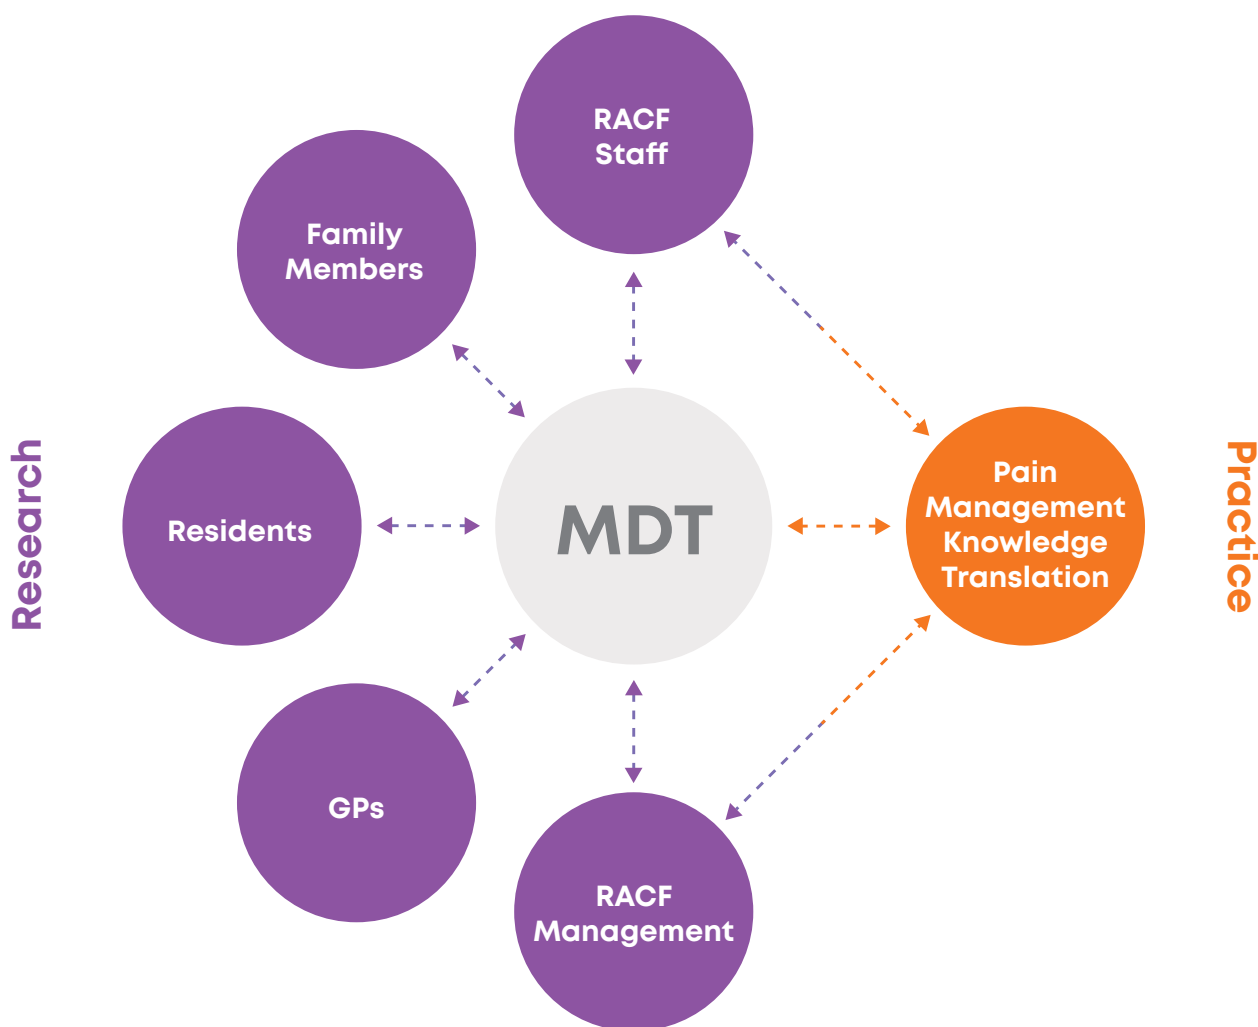 RACF
Staff
Family
Members
Research
Residents
MDT
Pain
Management
Knowledge
Translation
Practice
GPs
RACF
Management